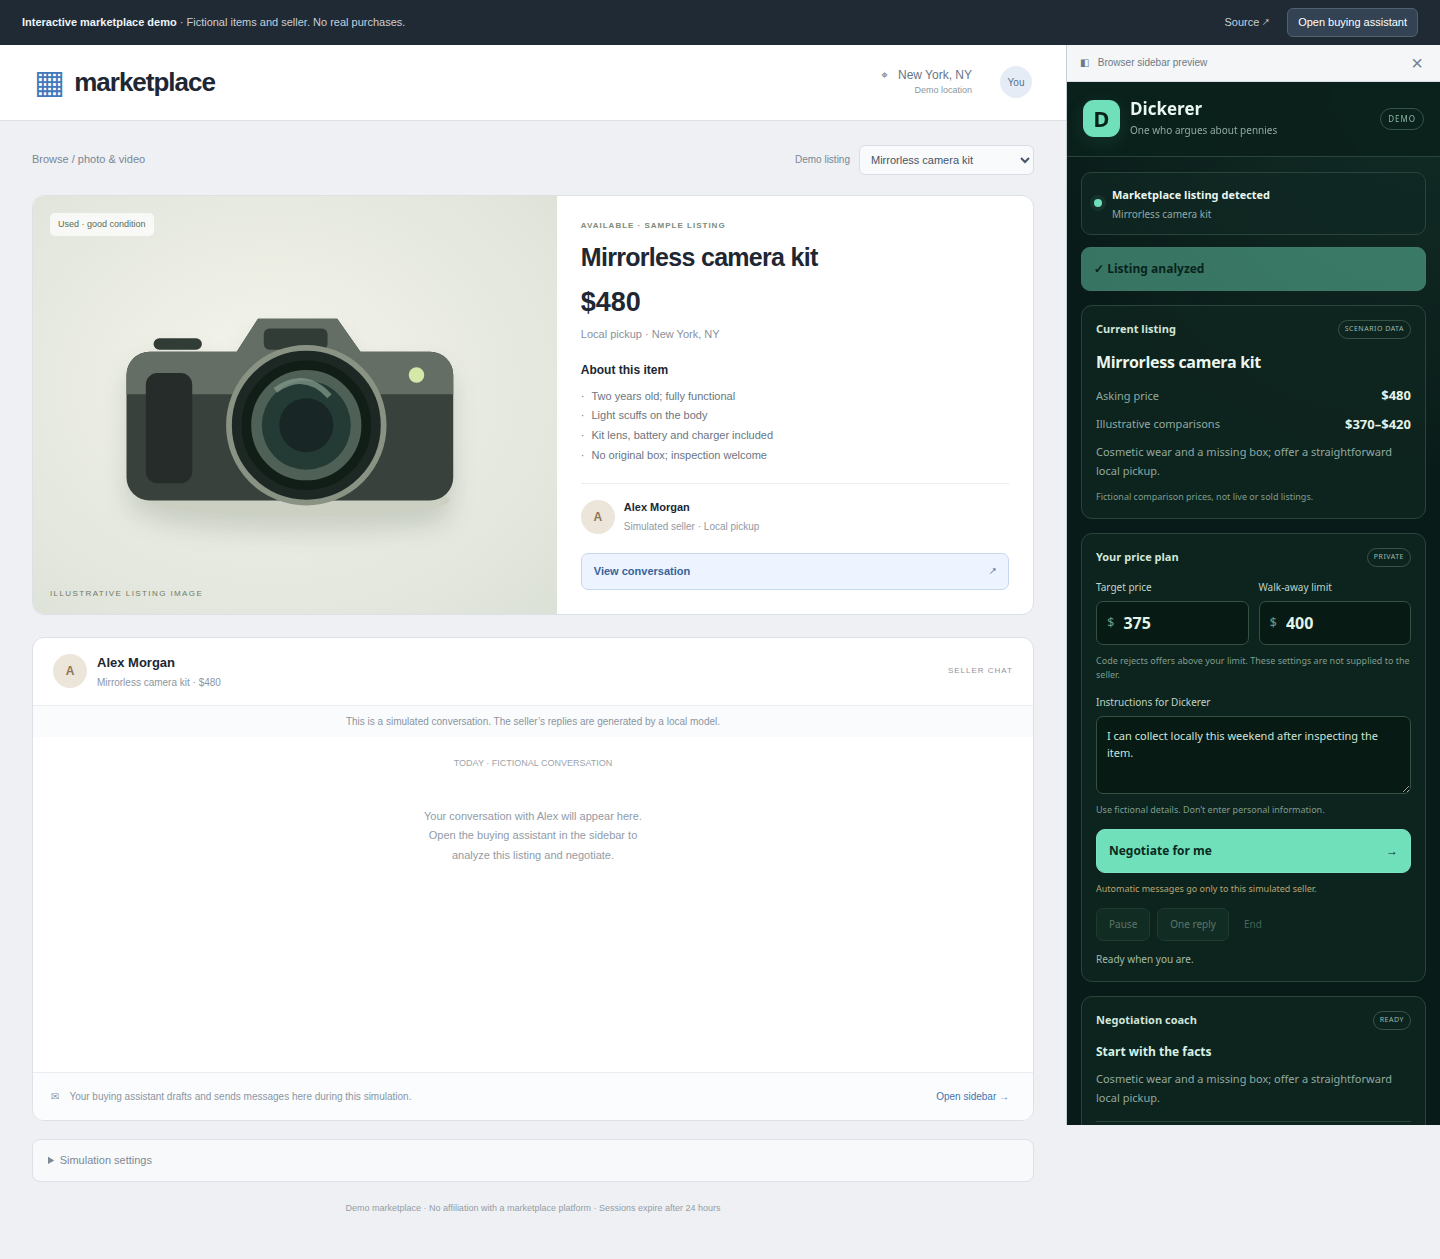 Interactive marketplace demo · Fictional items and seller. No real purchases.
Source ↗
Open buying assistant
marketplace
New York, NY
Demo location
You
Browse / photo & video
Demo listing
Mirrorless camera kit
Used · good condition
ILLUSTRATIVE LISTING IMAGE
AVAILABLE · SAMPLE LISTING
Mirrorless camera kit
$480
Local pickup · New York, NY
About this item
· Two years old; fully functional
· Light scuffs on the body
· Kit lens, battery and charger included
· No original box; inspection welcome
A
Alex Morgan
Simulated seller · Local pickup
View conversation ↗
A
Alex Morgan
Mirrorless camera kit · $480
SELLER CHAT
This is a simulated conversation. The seller’s replies are generated by a local model.
TODAY · FICTIONAL CONVERSATION
Your conversation with Alex will appear here.
Open the buying assistant in the sidebar to
analyze this listing and negotiate.
Your buying assistant drafts and sends messages here during this simulation.
Open sidebar →
Simulation settings
Demo marketplace · No affiliation with a marketplace platform · Sessions expire after 24 hours
Browser sidebar preview
×
D
Dickerer
One who argues about pennies
DEMO
Marketplace listing detected
Mirrorless camera kit
✓ Listing analyzed
Current listing
SCENARIO DATA
Mirrorless camera kit
Asking price
$480
Illustrative comparisons
$370–$420
Cosmetic wear and a missing box; offer a straightforward
local pickup.
Fictional comparison prices, not live or sold listings.
Your price plan
PRIVATE
Target price
Walk-away limit
$ 375
$ 400
Code rejects offers above your limit. These settings are not supplied to the
seller.
Instructions for Dickerer
I can collect locally this weekend after inspecting the
item.
Use fictional details. Don't enter personal information.
Negotiate for me →
Automatic messages go only to this simulated seller.
Pause
One reply
End
Ready when you are.
Negotiation coach
READY
Start with the facts
Cosmetic wear and a missing box; offer a straightforward
local pickup.